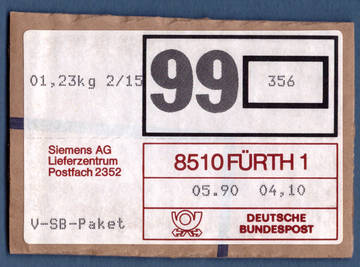 01,23kg 2/15
99
356
Siemens AG
Lieferzentrum
Postfach 2352
8510 FÜRTH 1
05.90 04,10
V-SB-Paket
DEUTSCHE
BUNDESPOST